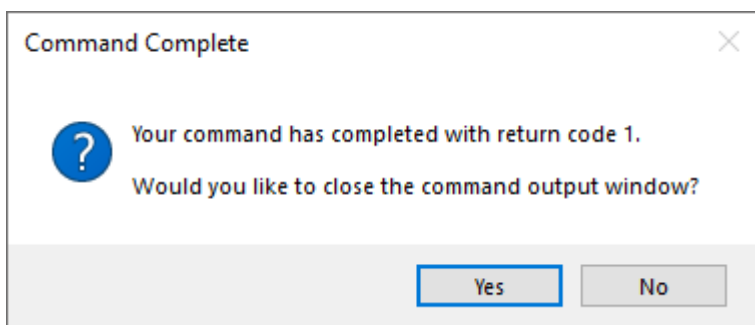 Command Complete
Your command has completed with return code 1.
Would you like to close the command output window?
Yes
No